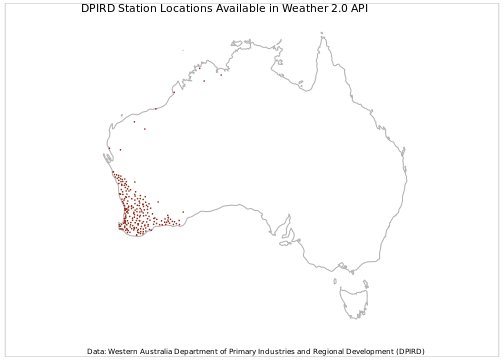 DPIRD Station Locations Available in Weather 2.0 API
Data: Western Australia Department of Primary Industries and Regional Development (DPIRD)